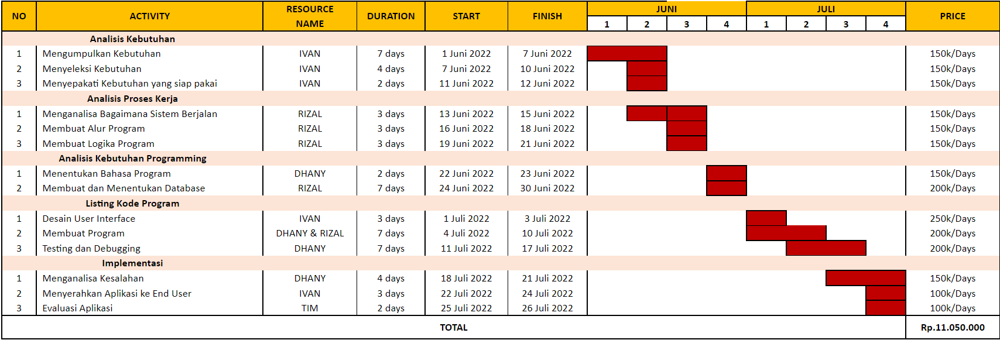 NO ACTIVITY RESOURCE NAME DURATION START FINISH JUNI JULI PRICE
1 2 3 4 1 2 3 4
Analisis Kebutuhan
1 Mengumpulkan Kebutuhan IVAN 7 days 1 Juni 2022 7 Juni 2022 150k/Days
2 Menyeleksi Kebutuhan IVAN 4 days 7 Juni 2022 10 Juni 2022 150k/Days
3 Menyepakati Kebutuhan yang siap pakai IVAN 2 days 11 Juni 2022 12 Juni 2022 150k/Days
Analisis Proses Kerja
1 Menganalisa Bagaimana Sistem Berjalan RIZAL 3 days 13 Juni 2022 15 Juni 2022 150k/Days
2 Membuat Alur Program RIZAL 3 days 16 Juni 2022 18 Juni 2022 150k/Days
3 Membuat Logika Program RIZAL 3 days 19 Juni 2022 21 Juni 2022 150k/Days
Analisis Kebutuhan Programming
1 Menentukan Bahasa Program DHANY 2 days 22 Juni 2022 23 Juni 2022 150k/Days
2 Membuat dan Menentukan Database RIZAL 7 days 24 Juni 2022 30 Juni 2022 200k/Days
Listing Kode Program
1 Desain User Interface IVAN 3 days 1 Juli 2022 3 Juli 2022 250k/Days
2 Membuat Program DHANY & RIZAL 7 days 4 Juli 2022 10 Juli 2022 200k/Days
3 Testing dan Debugging DHANY 7 days 11 Juli 2022 17 Juli 2022 200k/Days
Implementasi
1 Menganalisa Kesalahan DHANY 4 days 18 Juli 2022 21 Juli 2022 150k/Days
2 Menyerahkan Aplikasi ke End User IVAN 3 days 22 Juli 2022 24 Juli 2022 100k/Days
3 Evaluasi Aplikasi TIM 2 days 25 Juli 2022 26 Juli 2022 100k/Days
TOTAL Rp.11.050.000